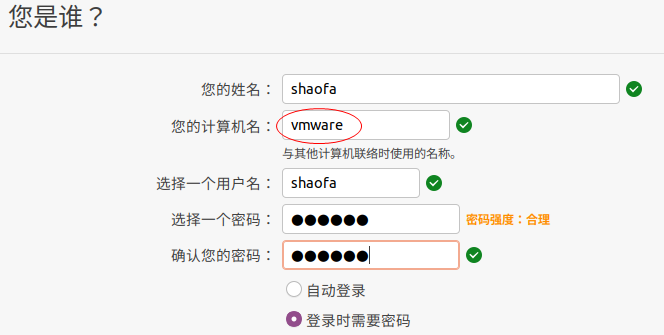 您是谁？
您的姓名： shaofa
您的计算机名： vmware
与其他计算机联络时使用的名称。
选择一个用户名： shaofa
选择一个密码： ●●●●●● 密码强度：合理
确认您的密码： ●●●●●●
自动登录
登录时需要密码